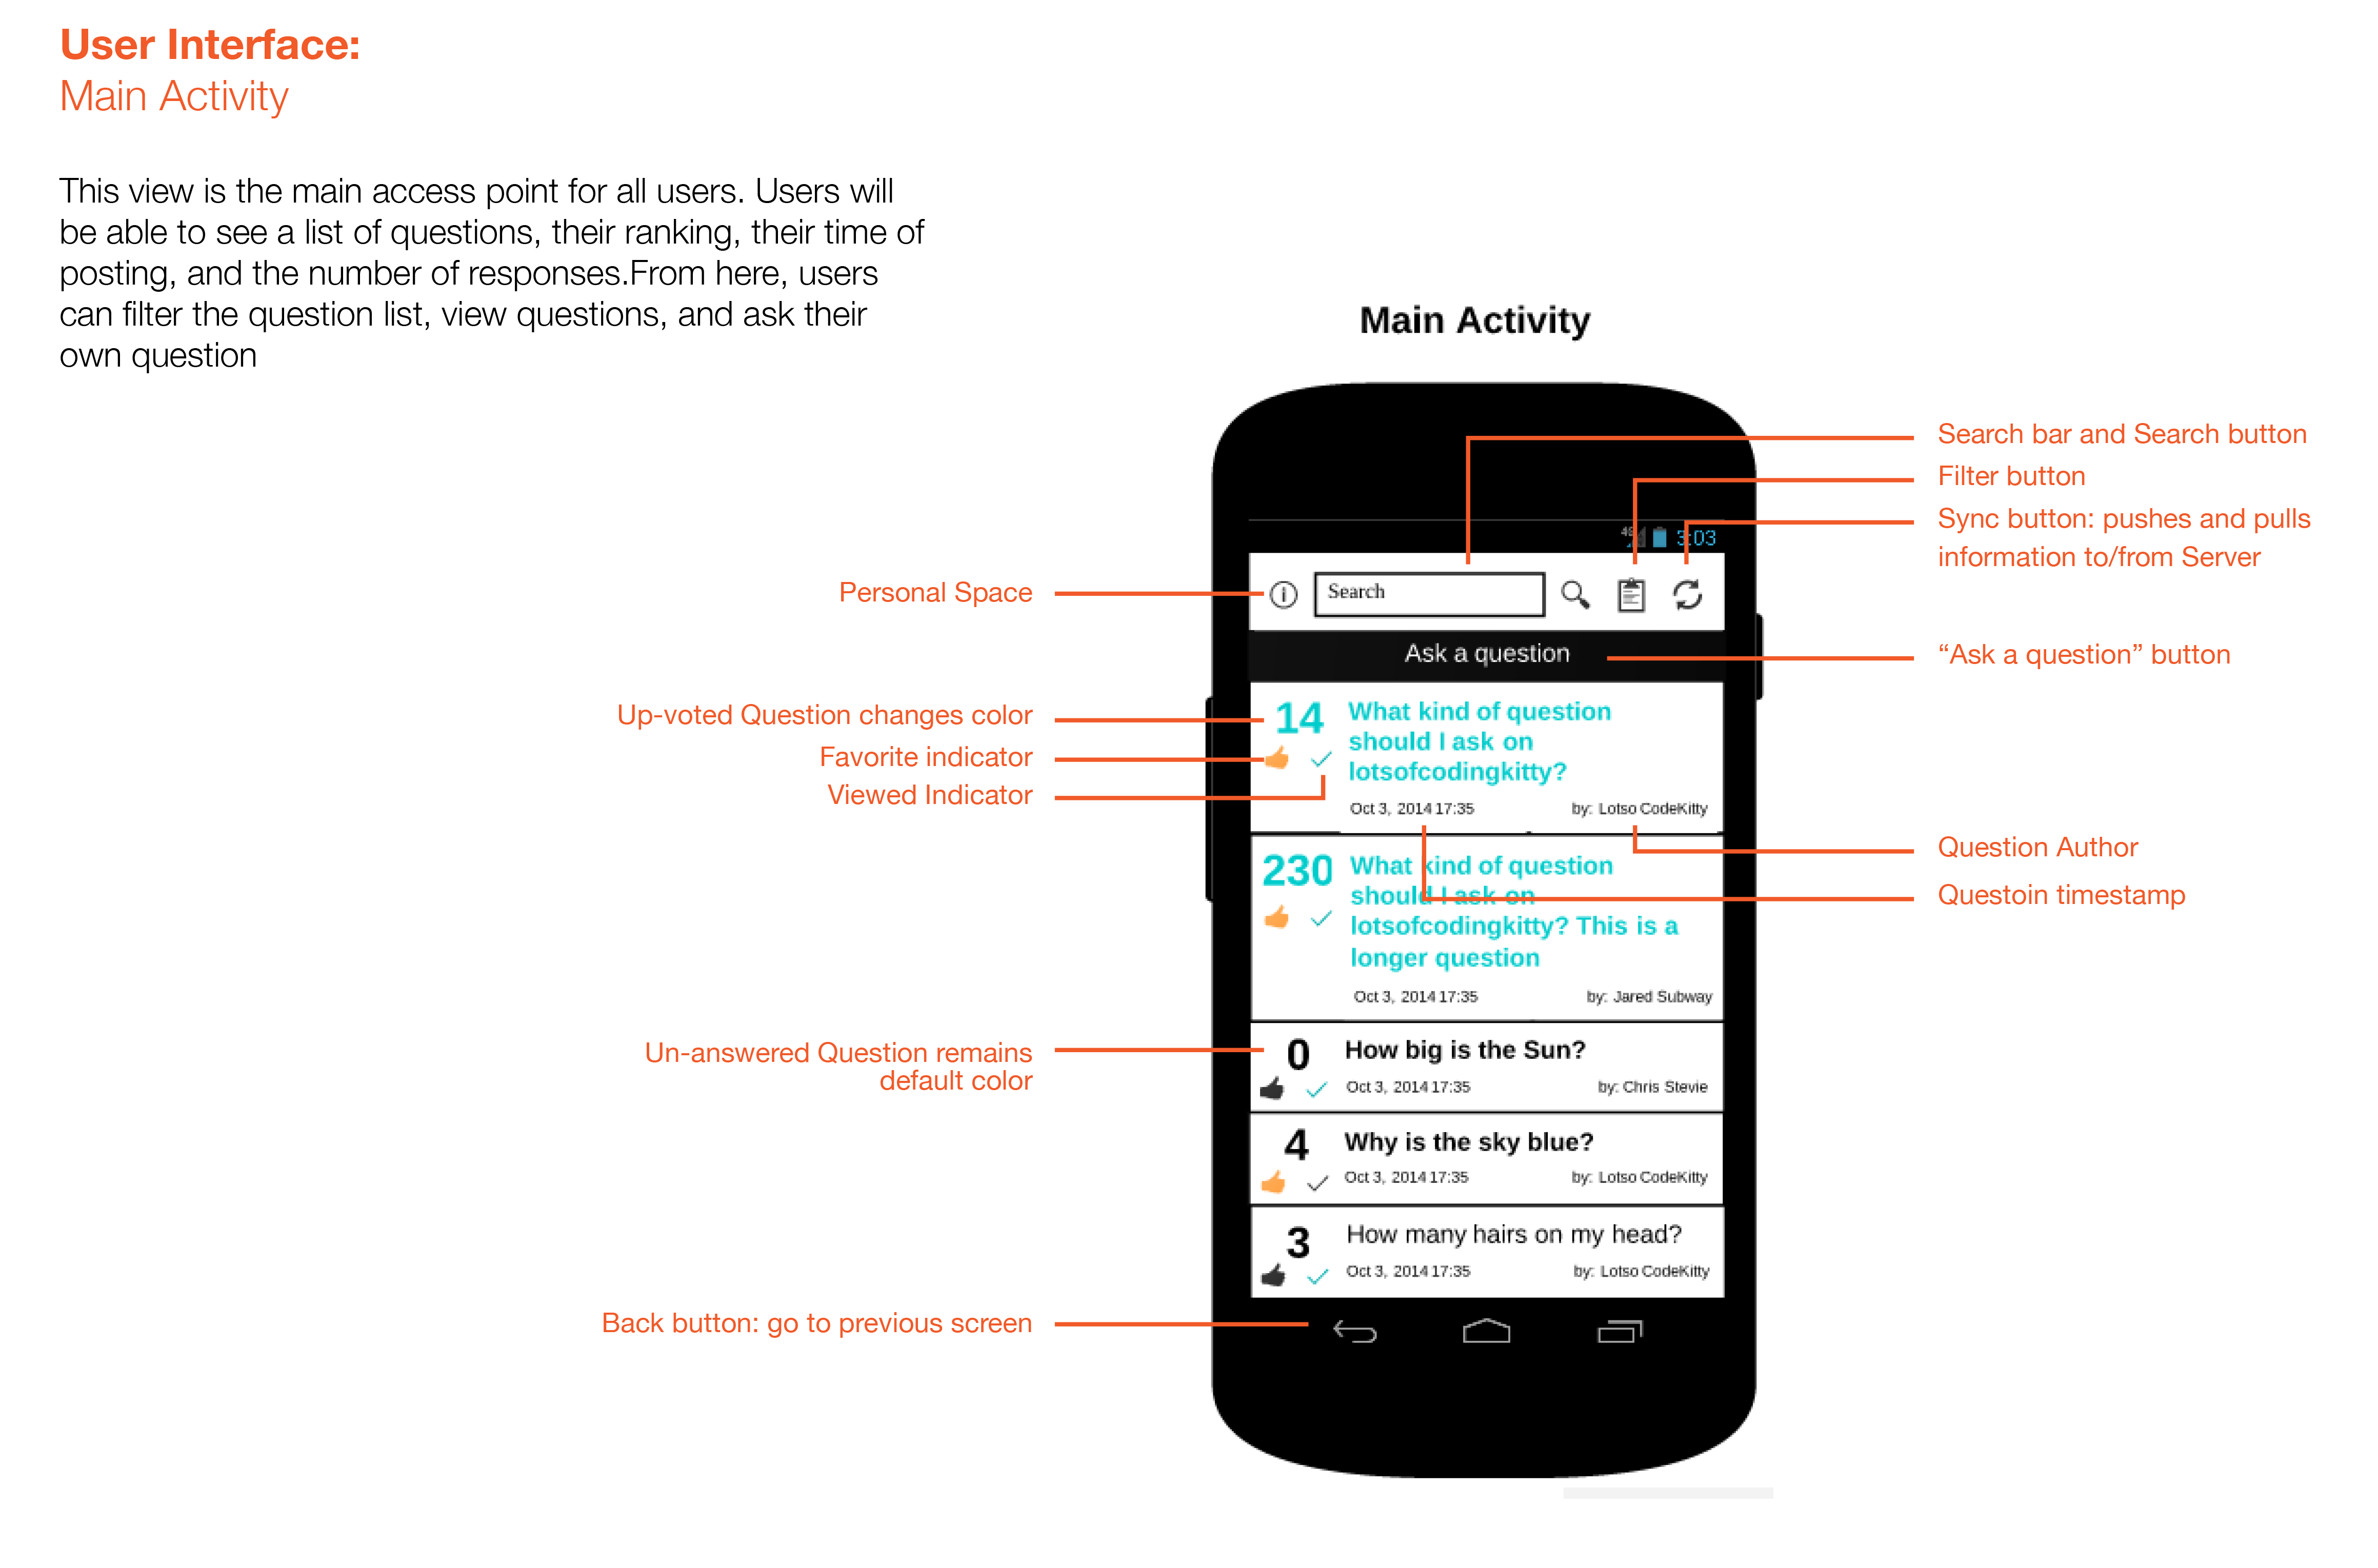 User Interface:
Main Activity
This view is the main access point for all users. Users will
be able to see a list of questions, their ranking, their time of
posting, and the number of responses.From here, users
can filter the question list, view questions, and ask their
own question
Main Activity
Search bar and Search button
Filter button
Sync button: pushes and pulls
information to/from Server
3:03
Personal Space
Search
Ask a question
“Ask a question” button
Up-voted Question changes color
Favorite indicator
Viewed Indicator
14
What kind of question
should I ask on
lotsofcodingkitty?
Oct 3, 2014 17:35
by: Lotso CodeKitty
Question Author
Questoin timestamp
230
What kind of question
should I ask on
lotsofcodingkitty? This is a
longer question
Oct 3, 2014 17:35
by: Jared Subway
Un-answered Question remains
default color
0
How big is the Sun?
Oct 3, 2014 17:35
by: Chris Stevie
4
Why is the sky blue?
Oct 3, 2014 17:35
by: Lotso CodeKitty
3
How many hairs on my head?
Oct 3, 2014 17:35
by: Lotso CodeKitty
Back button: go to previous screen